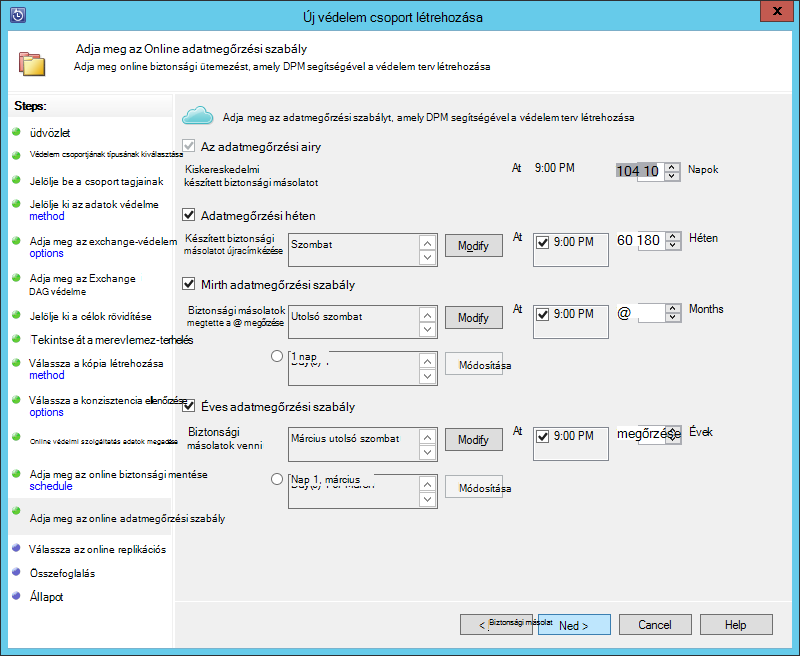 Új védelem csoport létrehozása
x
Adja meg az Online adatmegőrzési szabály
Adja meg online biztonsági ütemezést, amely DPM segítségével a védelem terv létrehozása
Steps:
üdvözlet
Védelem csoportjának típusának kiválasztása
Jelölje be a csoport tagjainak
Jelölje ki az adatok védelme
method
Adja meg az exchange-védelem
options
Adja meg az Exchange
DAG védelme
Jelölje ki a célok rövidítése
Tekintse át a merevlemez-terhelés
Válassza a kópia létrehozása
method
Válassza a konzisztencia ellenőrzése
options
Online védelmi szolgáltatás adatok megadása
Adja meg az online biztonsági mentése
schedule
Adja meg az online adatmegőrzési szabály
Válassza az online replikációs
Összefoglalás
Állapot
Adja meg az adatmegőrzési szabályt, amely DPM segítségével a védelem terv létrehozása
Az adatmegőrzési airy
Kiskereskedelmi
készített biztonsági másolatot
At 9:00 PM 104 10 Napok
Adatmegőrzési héten
Készített biztonsági
másolatot újracímkézése
Szombat Modify At 9:00 PM 60 180 Héten
Mirth adatmegőrzési szabály
Biztonsági másolatok
megtette a @ megőrzése
Utolsó szombat Modify At 9:00 PM @ Months
1 nap Módosítása
Éves adatmegőrzési szabály
Biztonsági
másolatok venni
Március utolsó szombat Modify At 9:00 PM megőrzése Évek
Nap 1, március Módosítása
< Biztonsági másolat Ned > Cancel Help